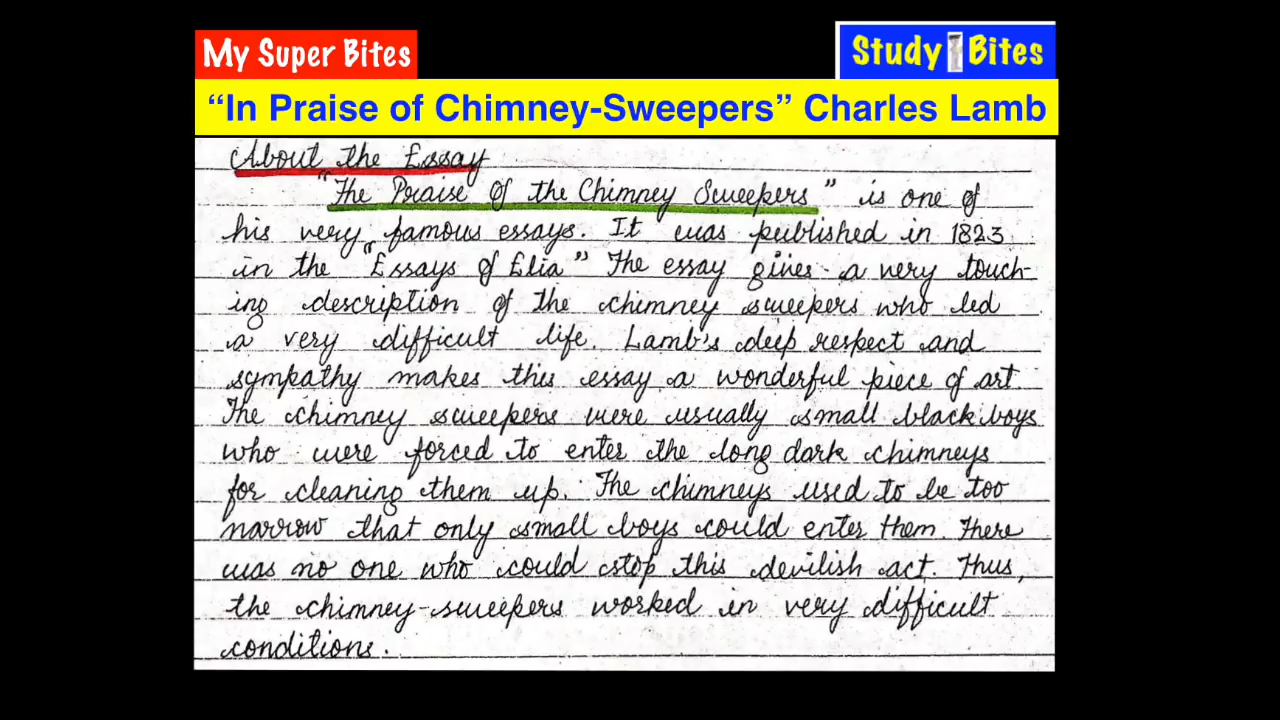 My Super Bites
Study Bites
“In Praise of Chimney-Sweepers” Charles Lamb
About the Essay
"The Praise of the Chimney Sweepers" is one of
his very famous essays. It was published in 1823
in the "Essays of Elia" The essay gives a very touch-
ing description of the chimney sweepers who led
a very difficult life. Lamb's deep respect and
sympathy makes this essay a wonderful piece of art
The chimney sweepers were usually small black boys
who were forced to enter the long dark chimneys
for cleaning them up. The chimneys used to be too
narrow that only small boys could enter them. There
was no one who could stop this devilish act. Thus,
the chimney-sweepers worked in very difficult
conditions.